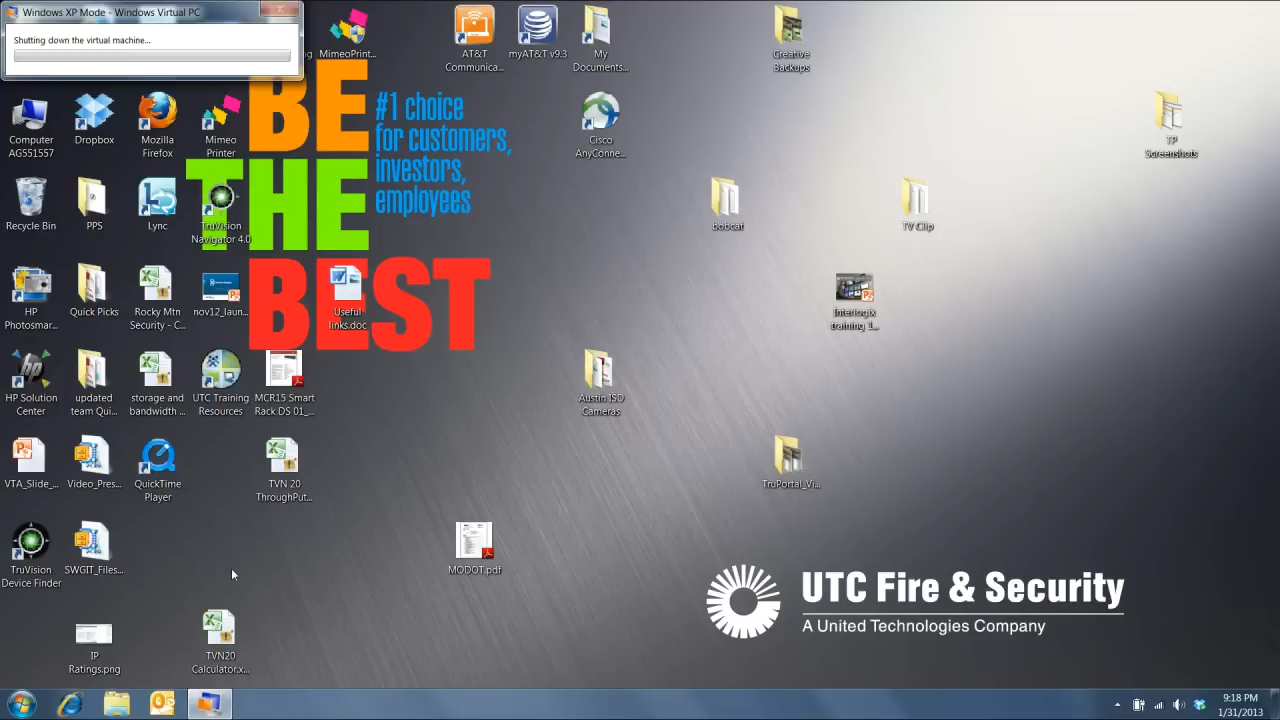 Windows XP Mode - Windows Virtual PC
Shutting down the virtual machine...
MimeoPrint...
AT&T
Communica...
myAT&T v9.3
My
Documents...
Creative
Backups
BE
THE
BEST
#1 choice
for customers,
investors,
employees
Computer
AG551557
Dropbox
Mozilla
Firefox
Mimeo
Printer
Cisco
AnyConne...
TP
Screenshots
Recycle Bin
PPS
Lync
TruVision
Navigator 4.0
bobcat
TV Clip
HP
Photosmar...
Quick Picks
Rocky Mtn
Security - C...
nov12_laun...
Useful
links.doc
Interlogix
training 1...
HP Solution
Center
updated
team Qui...
storage and
bandwidth ...
UTC Training
Resources
MCR15 Smart
Rack DS 01_...
Austin ISD
Cameras
VTA_Slide_...
Video_Pres...
QuickTime
Player
TVN 20
ThroughPut...
TruPortal_Vi...
TruVision
Device Finder
SWGIT_Files...
MODOT.pdf
UTC Fire & Security
A United Technologies Company
IP
Ratings.png
TVN20
Calculator.x...
9:18 PM
1/31/2013